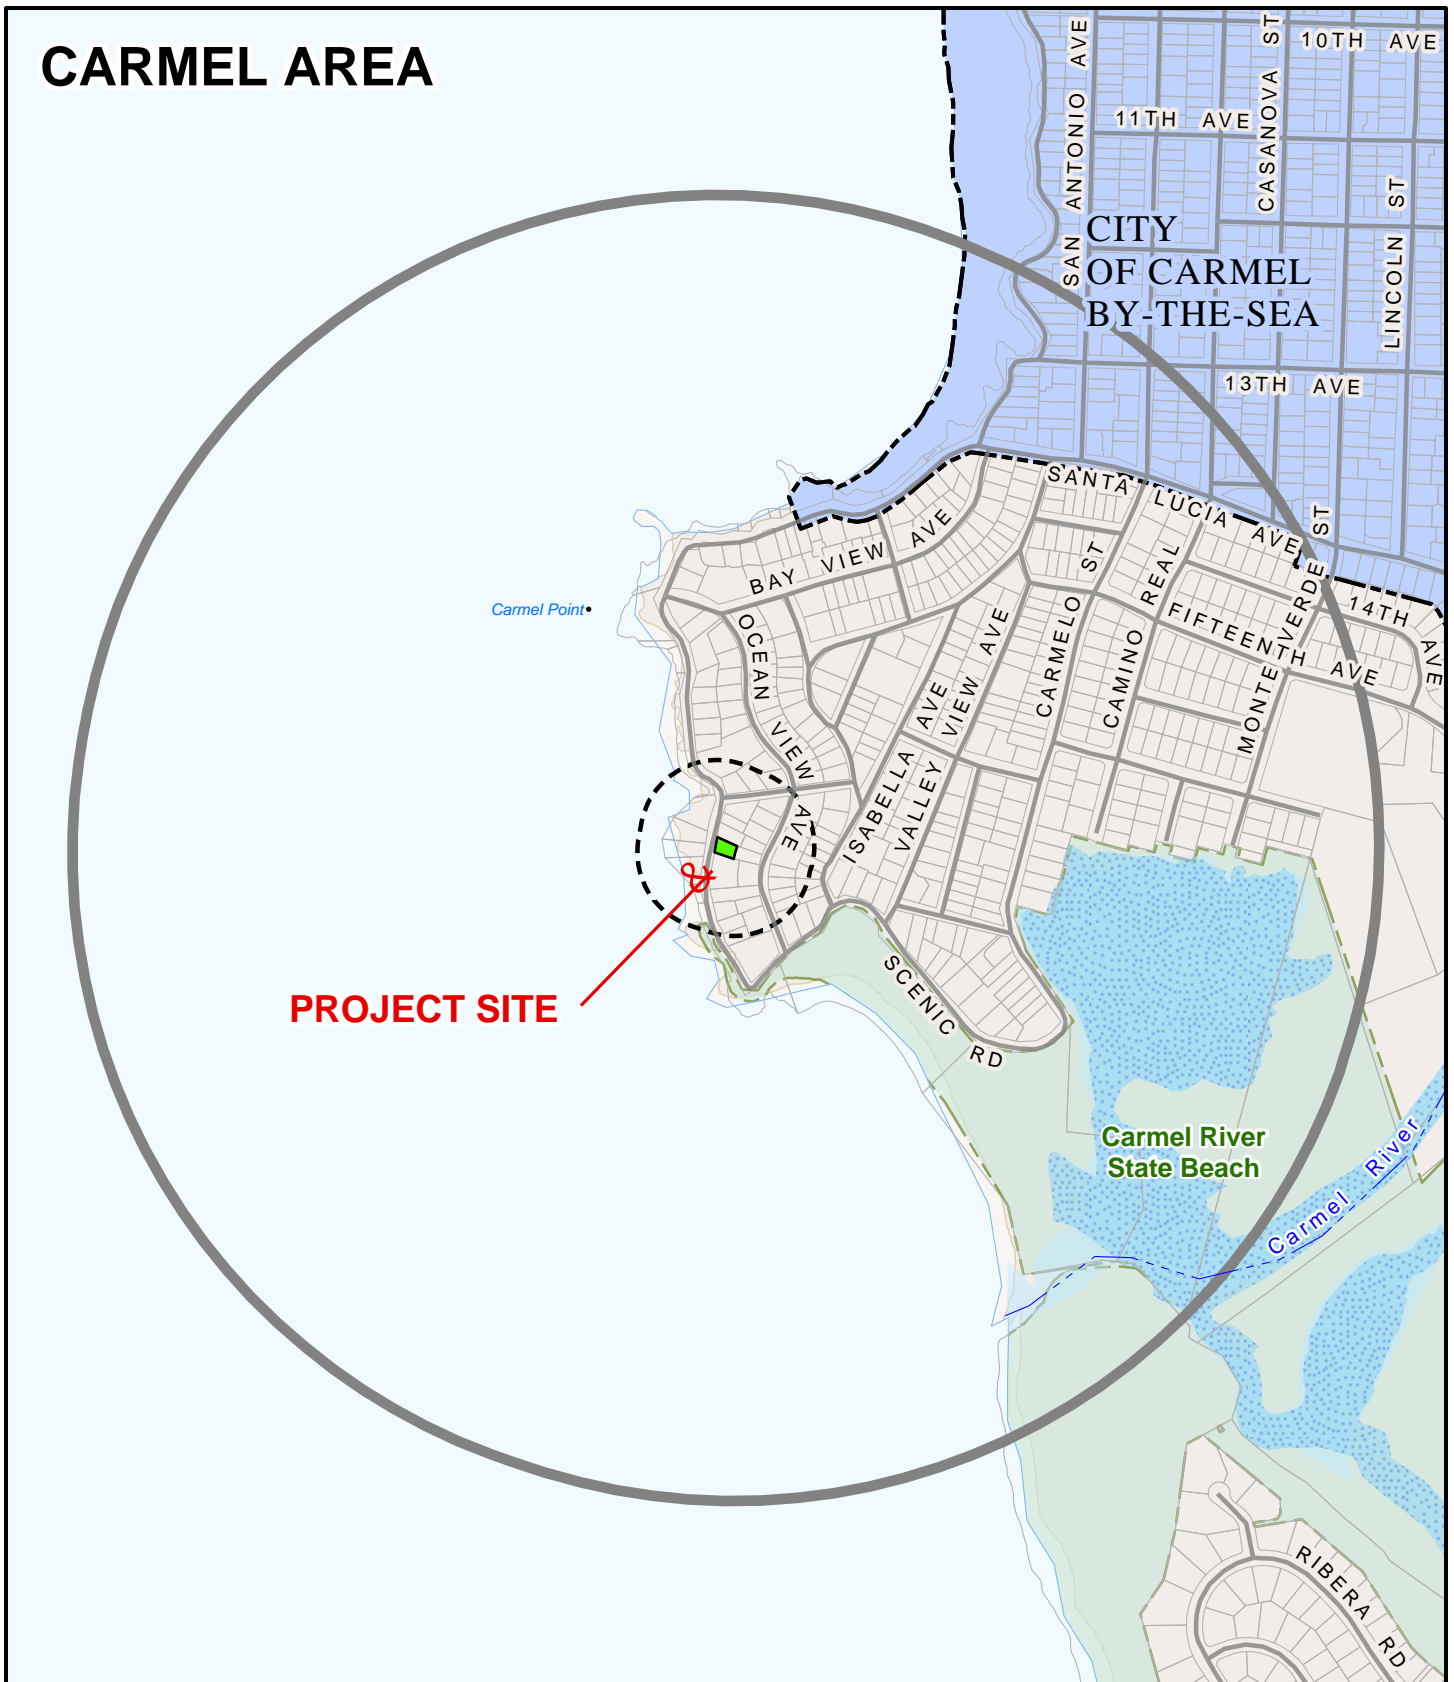 CARMEL AREA
10TH AVE
SAN ANTONIO AVE
CASANOVA ST
11TH AVE
LINCOLN ST
CITY
OF CARMEL
BY-THE-SEA
13TH AVE
SANTA LUCIA AVE
BAY VIEW AVE
Carmel Point
OCEAN VIEW AVE
ISABELLA AVE
VALLEY VIEW AVE
CARMELO ST
CAMINO REAL
FIFTEENTH AVE
MONTE VERDE ST
14TH AVE
&
PROJECT SITE
SCENIC RD
Carmel River
State Beach
Carmel River
RIBERA RD